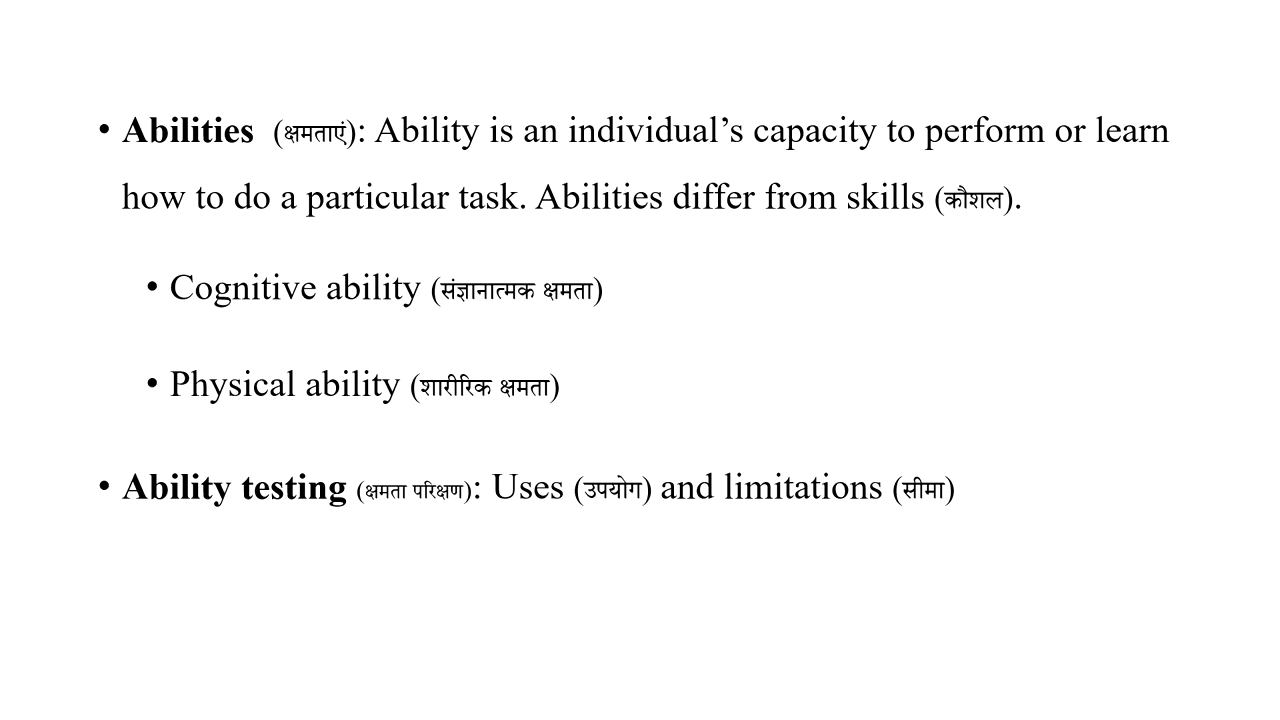 • Abilities (क्षमताएं): Ability is an individual’s capacity to perform or learn
how to do a particular task. Abilities differ from skills (कौशल).
• Cognitive ability (संज्ञानात्मक क्षमता)
• Physical ability (शारीरिक क्षमता)
• Ability testing (क्षमता परिक्षण): Uses (उपयोग) and limitations (सीमा)